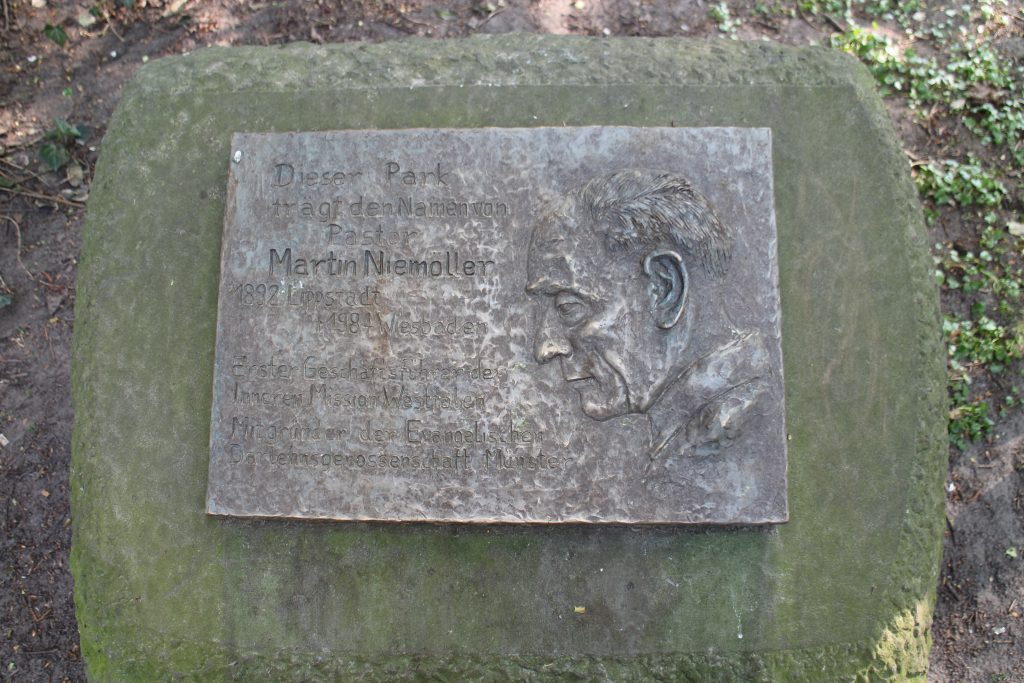 Dieser Park
trägt den Namen von
Pastor
Martin Niemöller
*1892 Lippstadt
†1984 Wiesbaden
Erster Geschäftsführer der
Inneren Mission Westfalen
Mitgründer der Evangelischen
Darlehnsgenossenschaft Münster